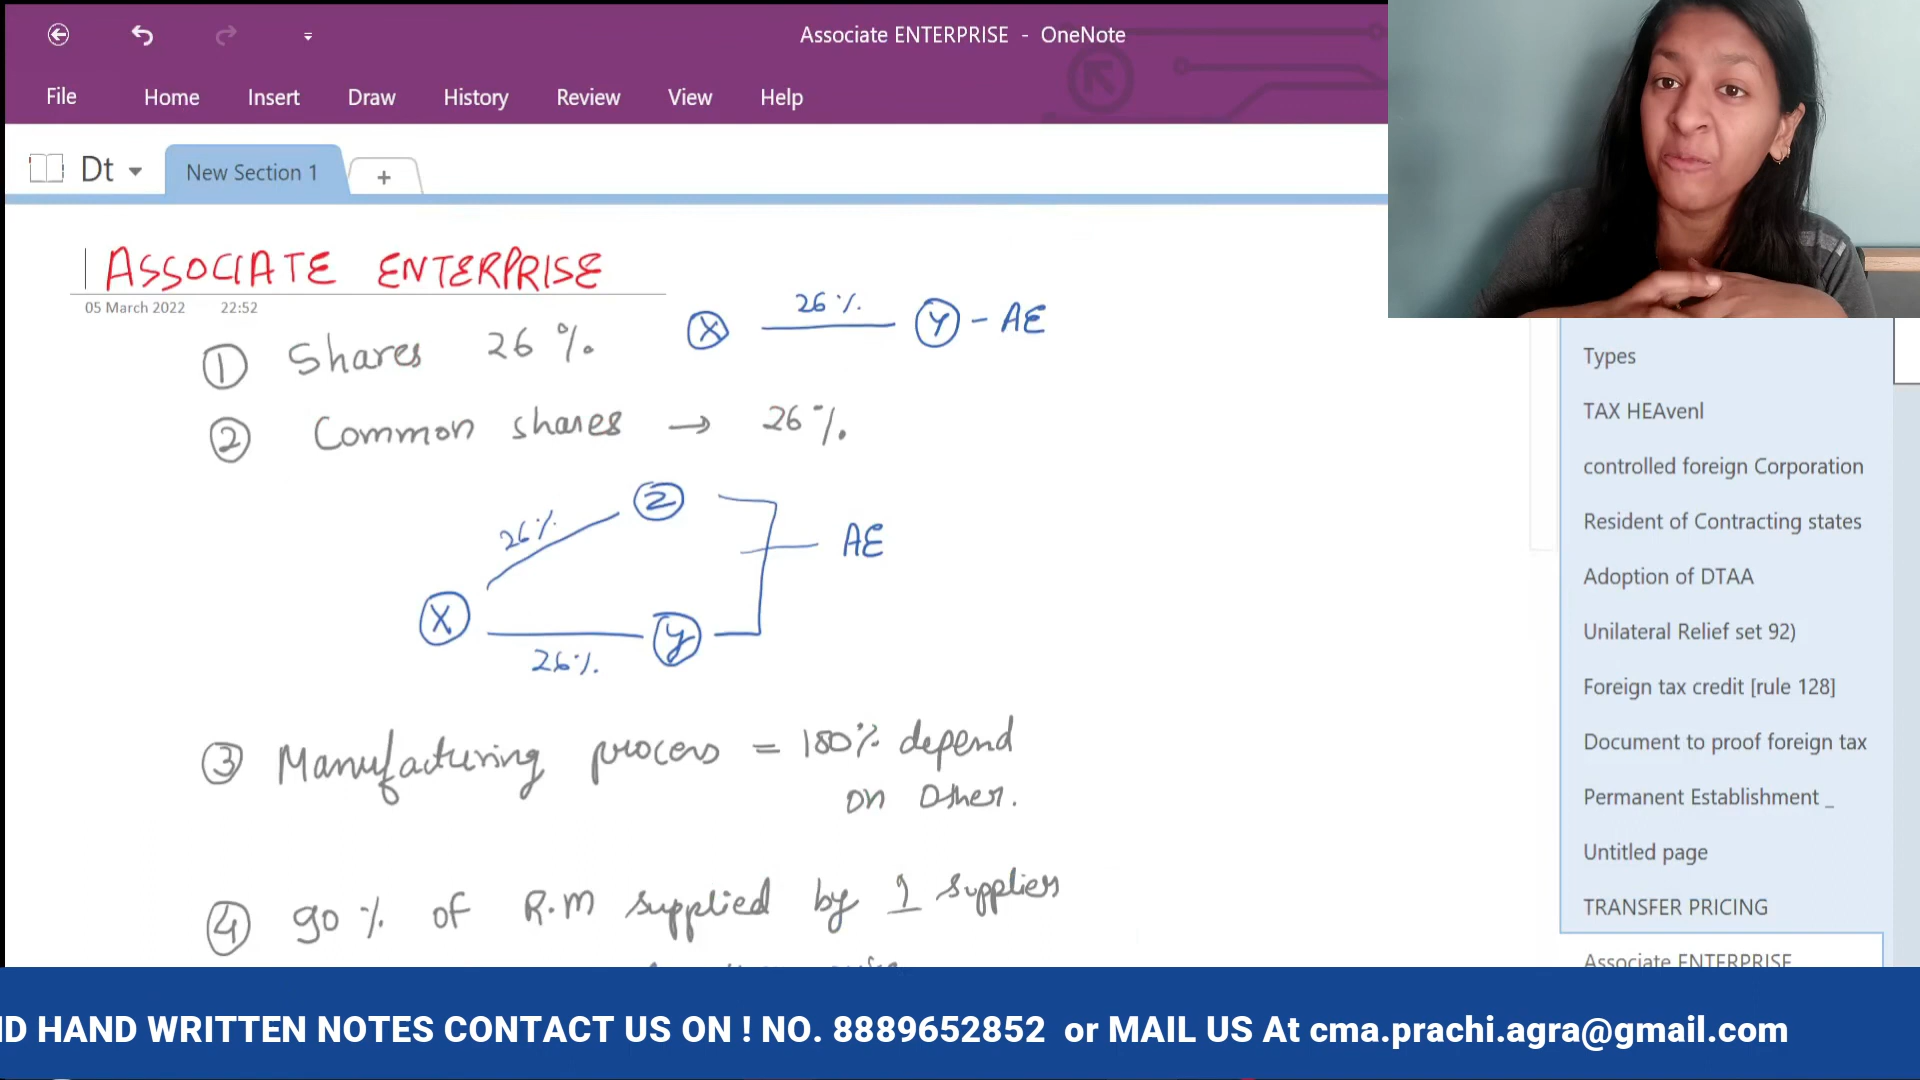 Associate ENTERPRISE - OneNote
File Home Insert Draw History Review View Help
Dt New Section 1 +
ASSOCIATE ENTERPRISE
05 March 2022 22:52
① Shares 26 %.
X 26 %. Y - AE
② Common shares → 26 %.
26 %. Z
AE
X Y
26 %.
③ Manufacturing process = 100 %. depend
on other.
④ 90 %. of R.M supplied by 1 suppliers
Types
TAX HEAvenl
controlled foreign Corporation
Resident of Contracting states
Adoption of DTAA
Unilateral Relief set 92)
Foreign tax credit [rule 128]
Document to proof foreign tax
Permanent Establishment _
Untitled page
TRANSFER PRICING
Associate ENTERPRISE
HAND WRITTEN NOTES CONTACT US ON ! NO. 8889652852 or MAIL US At cma.prachi.agra@gmail.com